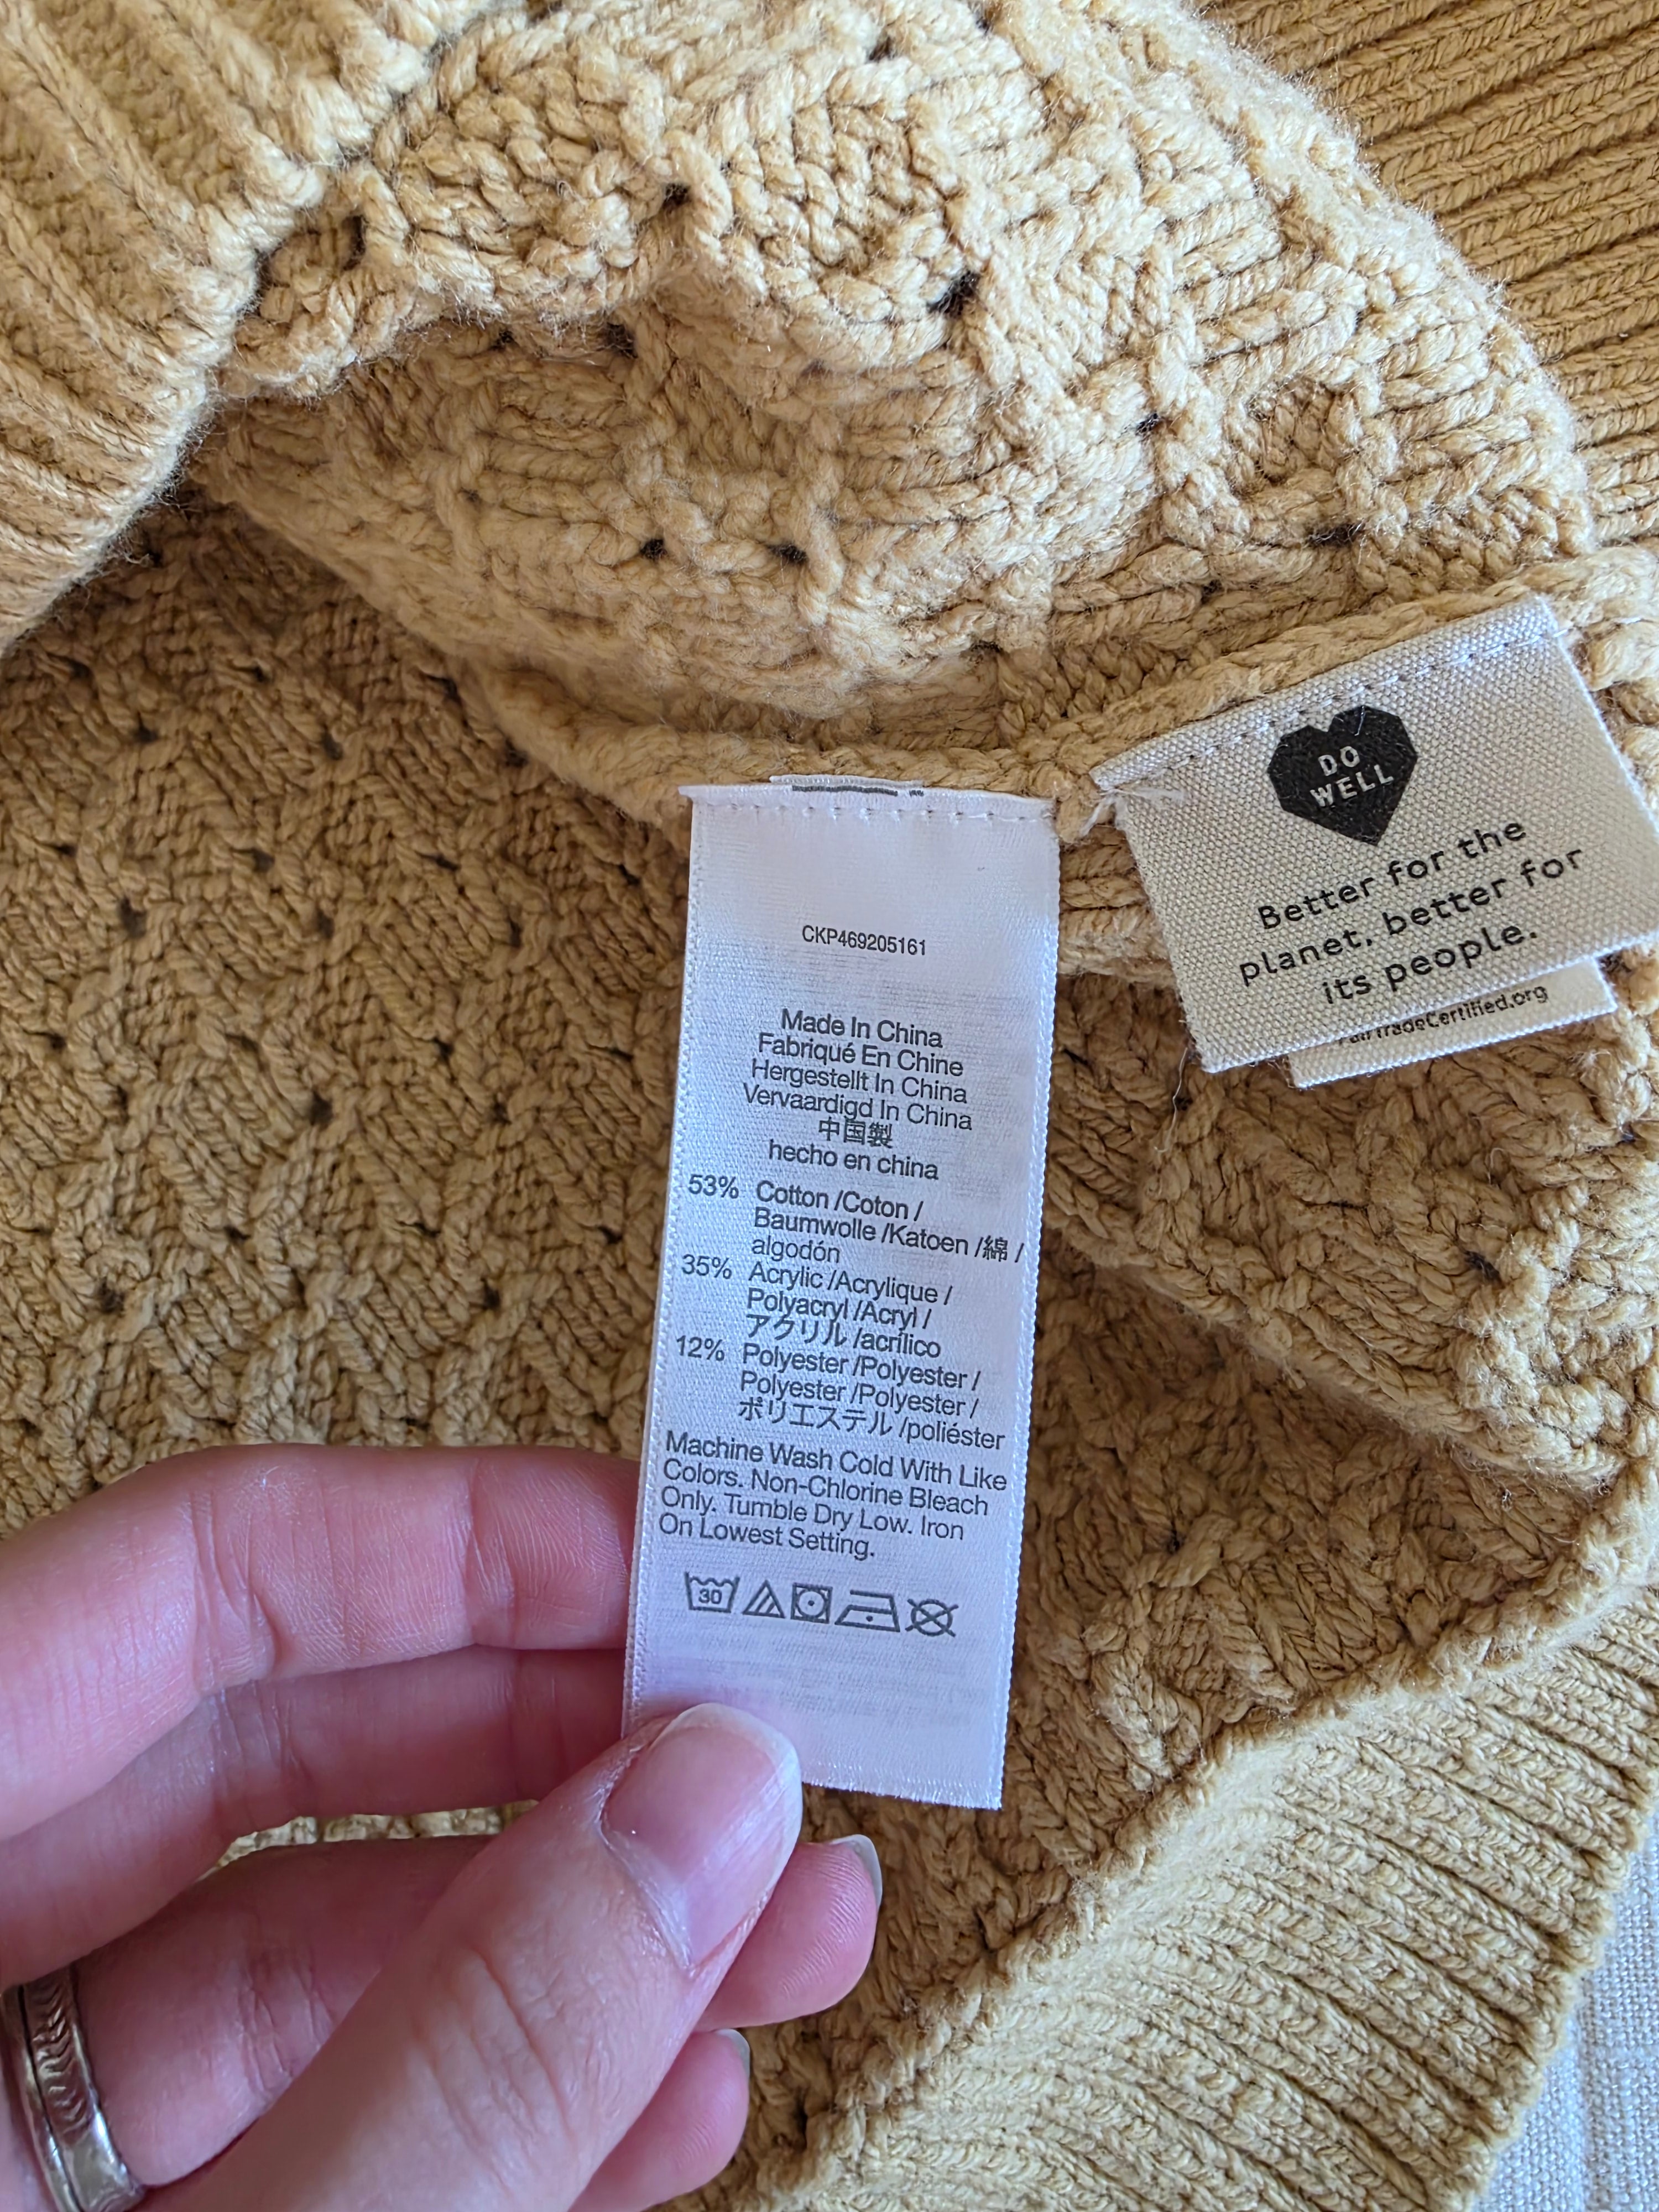 CKP469205161
Made In China
Fabriqué En Chine
Hergestellt In China
Vervaardigd In China
中国製
hecho en china
53% Cotton /Coton /
Baumwolle /Katoen /綿 /
algodón
35% Acrylic /Acrylique /
Polyacryl /Acryl /
アクリル /acrílico
12% Polyester /Polyester /
Polyester /Polyester /
ポリエステル /poliéster
Machine Wash Cold With Like
Colors. Non-Chlorine Bleach
Only. Tumble Dry Low. Iron
On Lowest Setting.
30
DO
WELL
Better for the
planet, better for
its people.
FairTradeCertified.org